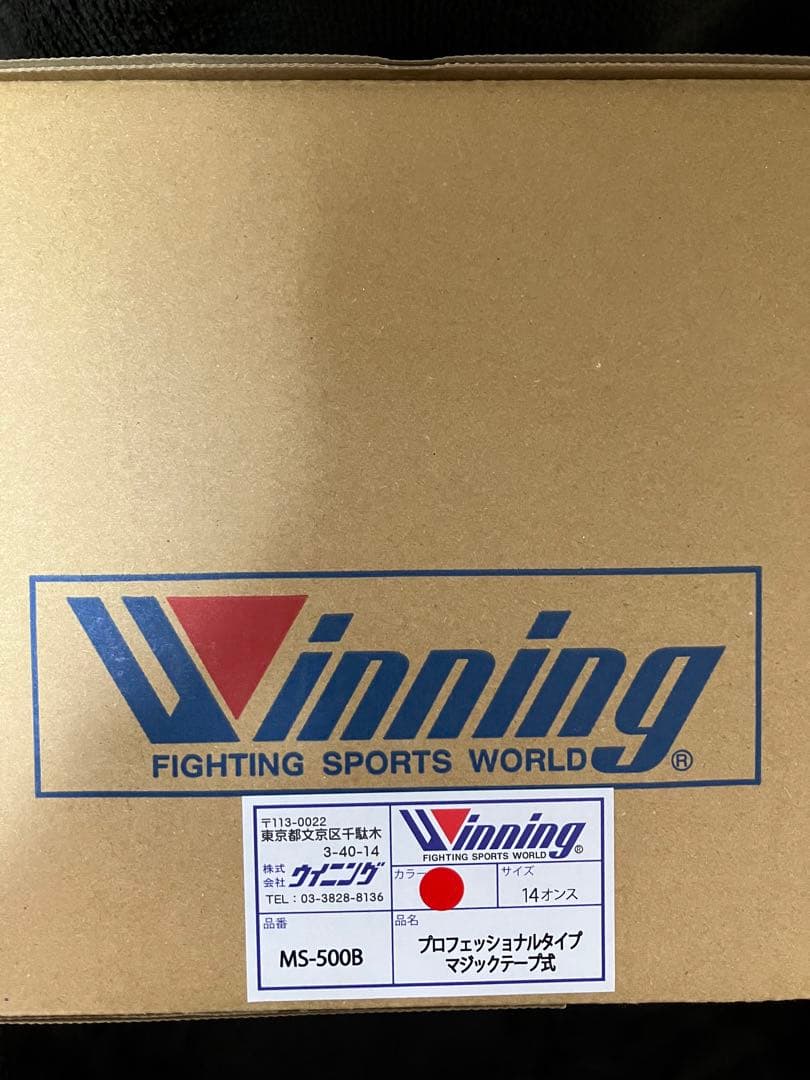 Winning
FIGHTING SPORTS WORLD ®
〒113-0022
東京都文京区千駄木
3-40-14
株式会社 ウイニング
TEL：03-3828-8136
Winning
FIGHTING SPORTS WORLD ®
カラー
サイズ
14オンス
品番
MS-500B
品名
プロフェッショナルタイプ
マジックテープ式